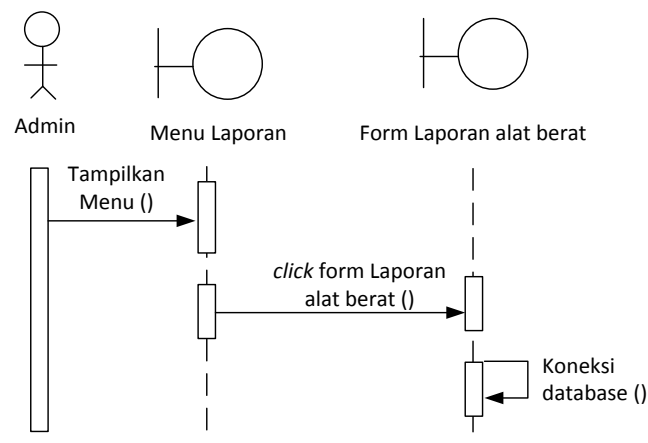 Admin
Menu Laporan
Form Laporan alat berat
Tampilkan
Menu ()
click form Laporan
alat berat ()
Koneksi
database ()